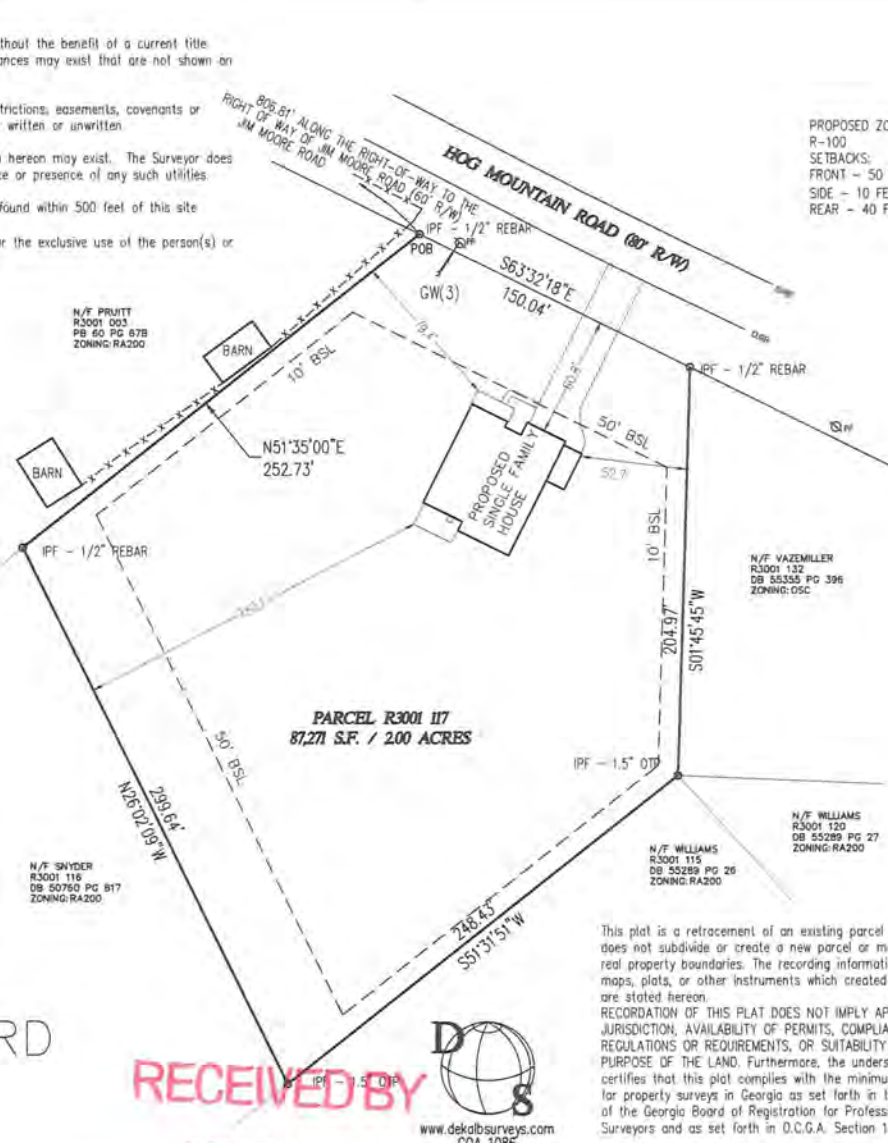 thout the benefit of a current title
ances may exist that are not shown on
trictions, easements, covenants or
written or unwritten.
hereon may exist. The Surveyor does
ce or presence of any such utilities.
found within 500 feet of this site
r the exclusive use of the person(s) or
806.81' ALONG THE RIGHT-OF-WAY TO THE
RIGHT OF WAY OF JIM MOORE ROAD (60' R/W)
JIM MOORE ROAD
HOG MOUNTAIN ROAD (80' R/W)
PROPOSED ZO
R-100
SETBACKS:
FRONT - 50
SIDE - 10 FE
REAR - 40 F
IPF - 1/2" REBAR
POB
PP
GW(3)
S63°32'18"E
150.04'
IPF - 1/2" REBAR
PP
N/F PRUITT
R3001 003
PB 60 PG 67B
ZONING: RA200
BARN
BARN
10' BSL
N51°35'00"E
252.73'
50' BSL
PROPOSED
SINGLE FAMILY
HOUSE
IPF - 1/2" REBAR
10' BSL
204.97'
S01°45'45"W
N/F VAZEMILLER
R3001 132
DB 55355 PG 396
ZONING: OSC
PARCEL R3001 117
87,271 S.F. / 2.00 ACRES
50' BSL
299.64'
N26°02'09"W
IPF - 1.5" OTP
N/F WILLIAMS
R3001 120
DB 55289 PG 27
ZONING: RA200
N/F WILLIAMS
R3001 115
DB 55289 PG 26
ZONING: RA200
N/F SNYDER
R3001 116
DB 50760 PG 817
ZONING: RA200
248.43'
S51°31'51"W
This plat is a retracement of an existing parcel
does not subdivide or create a new parcel or m
real property boundaries. The recording informati
maps, plats, or other instruments which created
are stated hereon.
RECORDATION OF THIS PLAT DOES NOT IMPLY AP
JURISDICTION, AVAILABILITY OF PERMITS, COMPLIA
REGULATIONS OR REQUIREMENTS, OR SUITABILITY
PURPOSE OF THE LAND. Furthermore, the unders
certifies that this plat complies with the minimu
for property surveys in Georgia as set forth in t
of the Georgia Board of Registration for Profess
Surveyors and as set forth in O.C.G.A. Section 1
RD
IPF - 1.5" OTP
RECEIVED BY
D
S
www.dekalbsurveys.com
COA 1086